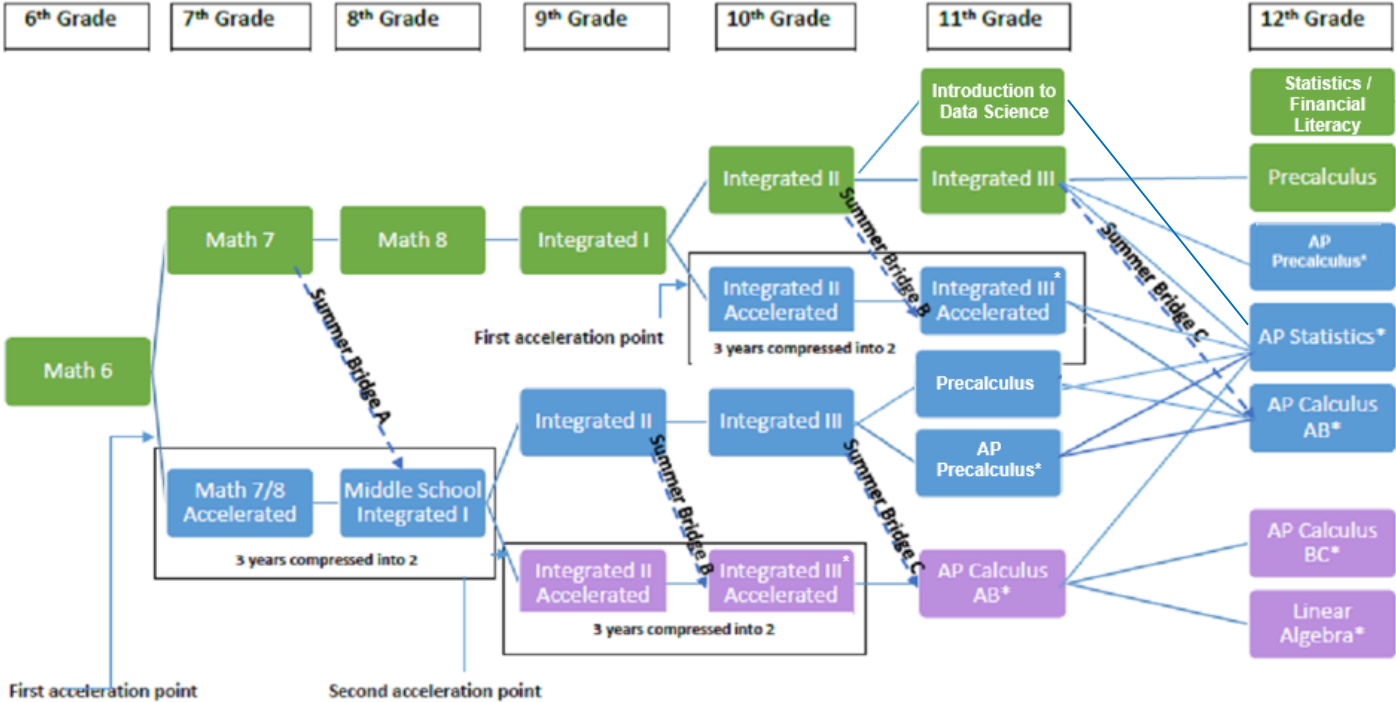 6th Grade
7th Grade
8th Grade
9th Grade
10th Grade
11th Grade
12th Grade
Introduction to
Data Science
Statistics /
Financial
Literacy
Integrated II
Integrated III
Precalculus
Math 7
Math 8
Integrated I
Summer Bridge B
Summer Bridge C
AP
Precalculus*
Integrated II
Accelerated
Integrated III*
Accelerated
3 years compressed into 2
First acceleration point
Summer Bridge A
AP Statistics*
Math 6
Precalculus
AP Calculus
AB*
Integrated II
Integrated III
AP
Precalculus*
Summer Bridge B
Summer Bridge C
Math 7/8
Accelerated
Middle School
Integrated I
3 years compressed into 2
AP Calculus
BC*
Integrated II
Accelerated
Integrated III*
Accelerated
AP Calculus
AB*
3 years compressed into 2
Linear
Algebra*
First acceleration point
Second acceleration point